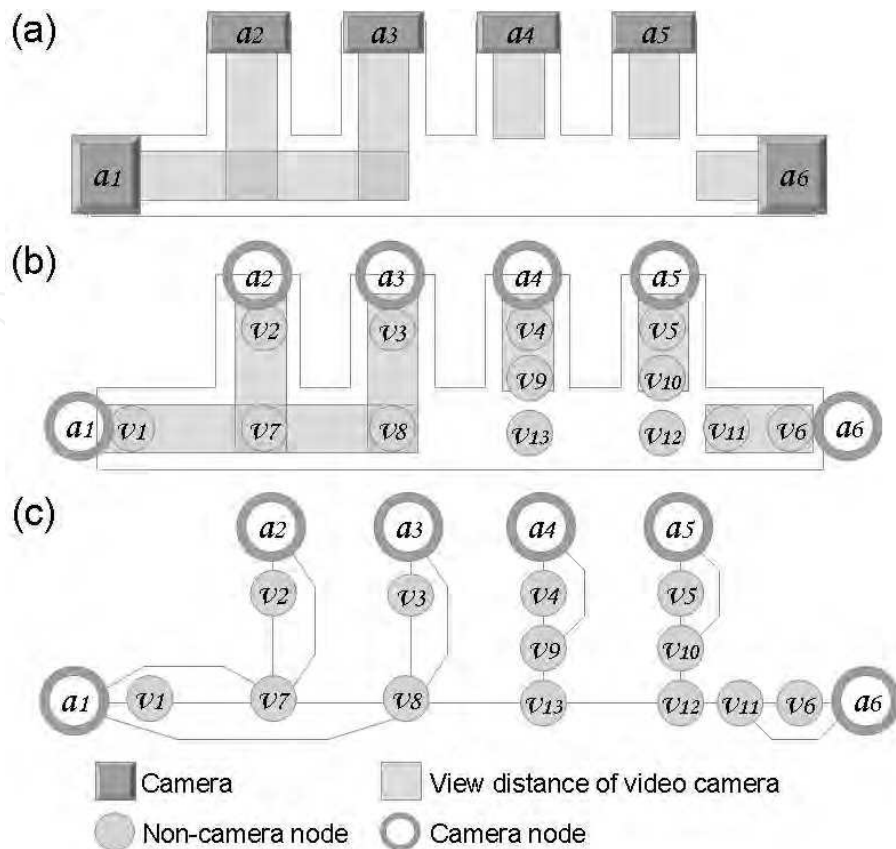 (a)
a2 a3 a4 a5
a1 a6
(b)
a2 a3 a4 a5
v2 v3 v4 v5
v9 v10
a1 v1 v7 v8 v13 v12 v11 v6 a6
(c)
a2 a3 a4 a5
v2 v3 v4 v5
v9 v10
a1 v1 v7 v8 v13 v12 v11 v6 a6
Camera View distance of video camera
Non-camera node Camera node